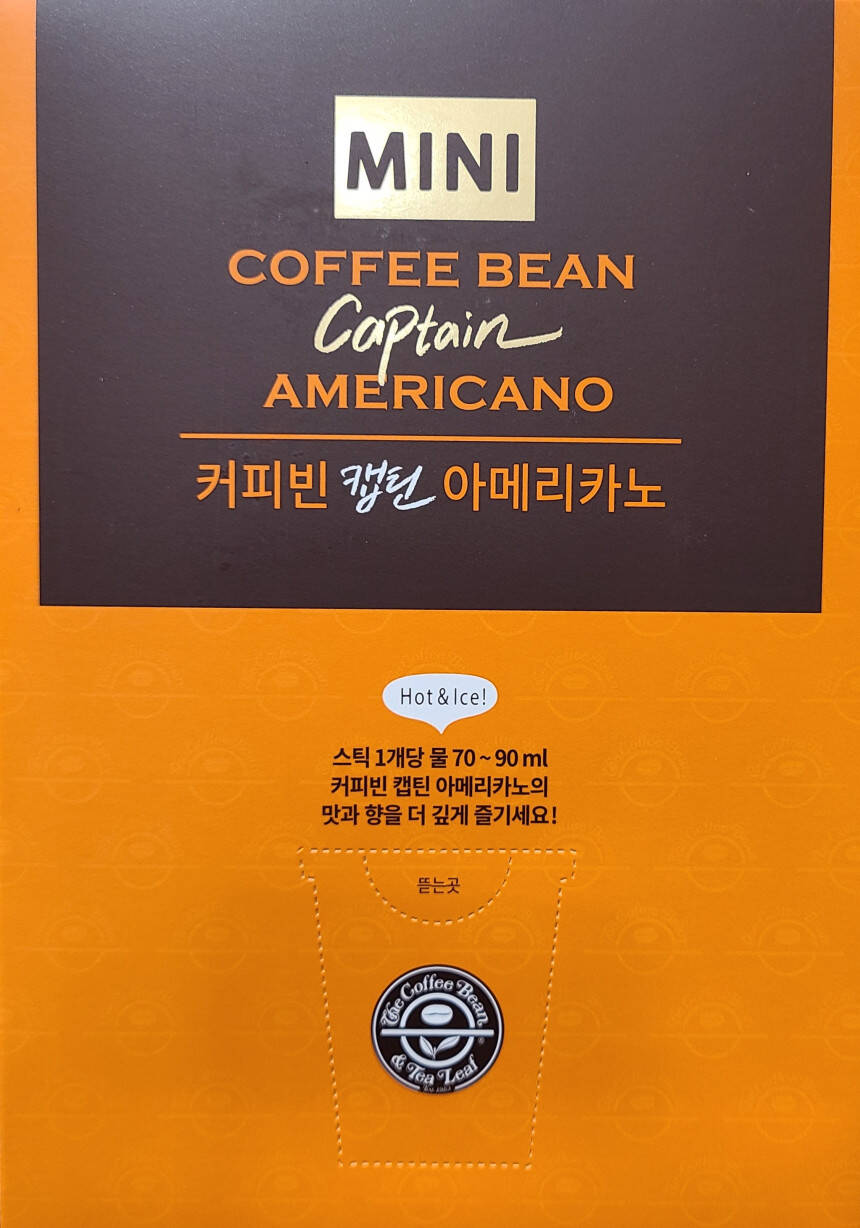 MINI
COFFEE BEAN
Captain
AMERICANO
커피빈 캡틴 아메리카노
Hot & Ice!
스틱 1개당 물 70 ~ 90 ml
커피빈 캡틴 아메리카노의
맛과 향을 더 깊게 즐기세요!
뜯는곳
The Coffee Bean
& Tea Leaf
Est. 1963